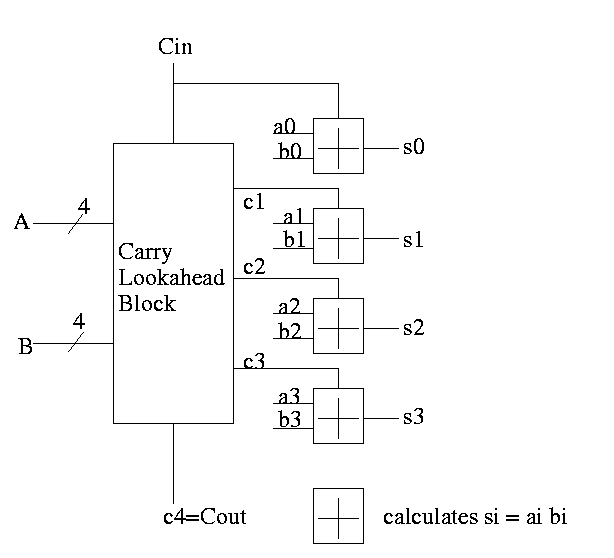 Cin
a0
b0
s0
c1
a1
b1
s1
A
4
Carry
Lookahead
Block
c2
a2
b2
s2
B
4
c3
a3
b3
s3
c4=Cout
calculates si = ai bi